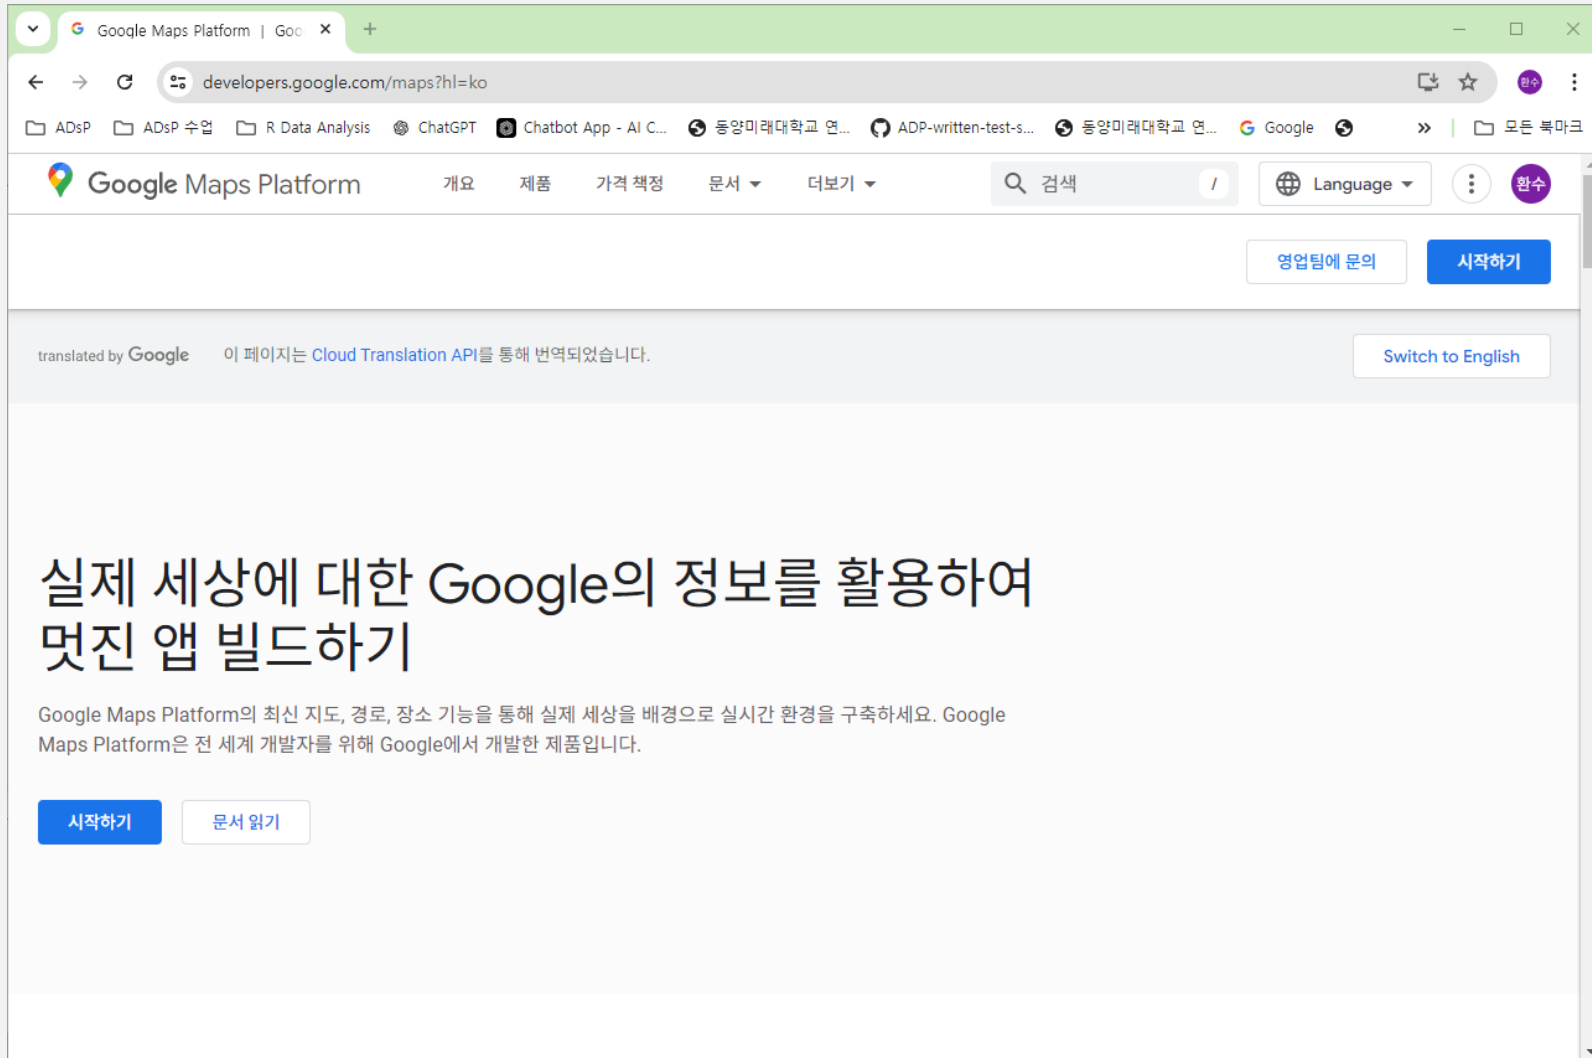 Google Maps Platform | Goo
developers.google.com/maps?hl=ko
환수
ADsP
ADsP 수업
R Data Analysis
ChatGPT
Chatbot App - AI C...
동양미래대학교 연...
ADP-written-test-s...
동양미래대학교 연...
Google
모든 북마크
Google Maps Platform
개요
제품
가격 책정
문서
더보기
검색
/
Language
환수
영업팀에 문의
시작하기
translated by Google
이 페이지는 Cloud Translation API를 통해 번역되었습니다.
Switch to English
실제 세상에 대한 Google의 정보를 활용하여
멋진 앱 빌드하기
Google Maps Platform의 최신 지도, 경로, 장소 기능을 통해 실제 세상을 배경으로 실시간 환경을 구축하세요. Google
Maps Platform은 전 세계 개발자를 위해 Google에서 개발한 제품입니다.
시작하기
문서 읽기